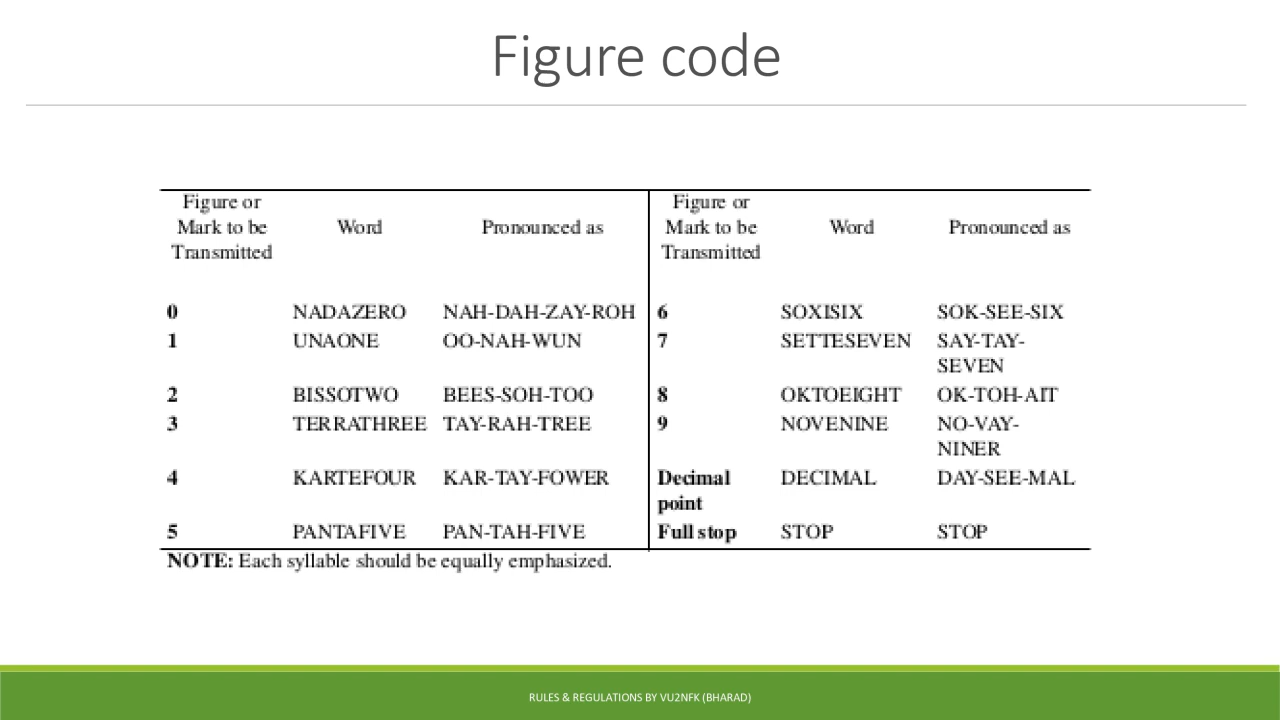 Figure code
Figure or
Mark to be
Transmitted
Word
Pronounced as
Figure or
Mark to be
Transmitted
Word
Pronounced as
0 NADAZERO NAH-DAH-ZAY-ROH 6 SOXISIX SOK-SEE-SIX
1 UNAONE OO-NAH-WUN 7 SETTESEVEN SAY-TAY-
SEVEN
2 BISSOTWO BEES-SOH-TOO 8 OKTOEIGHT OK-TOH-AIT
3 TERRATHREE TAY-RAH-TREE 9 NOVENINE NO-VAY-
NINER
4 KARTEFOUR KAR-TAY-FOWER Decimal DECIMAL DAY-SEE-MAL
point
5 PANTAFIVE PAN-TAH-FIVE Full stop STOP STOP
NOTE: Each syllable should be equally emphasized.
RULES & REGULATIONS BY VU2NFK (BHARAD)